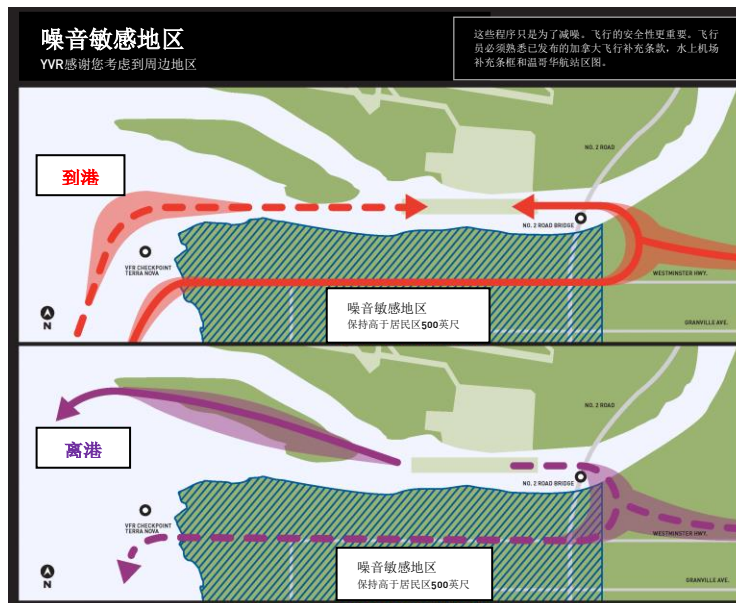 噪音敏感地区
YVR感谢您考虑到周边地区
这些程序只是为了减噪。飞行的安全性更重要。飞行
员必须熟悉已发布的加拿大飞行补充条款，水上机场
补充条框和温哥华航站区图。
NO. 2 ROAD
到港
NO. 2 ROAD BRIDGE
VFR CHECKPOINT
TERRA NOVA
WESTMINSTER HWY.
噪音敏感地区
保持高于居民区500英尺
N
GRANVILLE AVE.
NO. 2 ROAD
离港
NO. 2 ROAD BRIDGE
VFR CHECKPOINT
TERRA NOVA
WESTMINSTER HWY.
噪音敏感地区
保持高于居民区500英尺
N
GRANVILLE AVE.